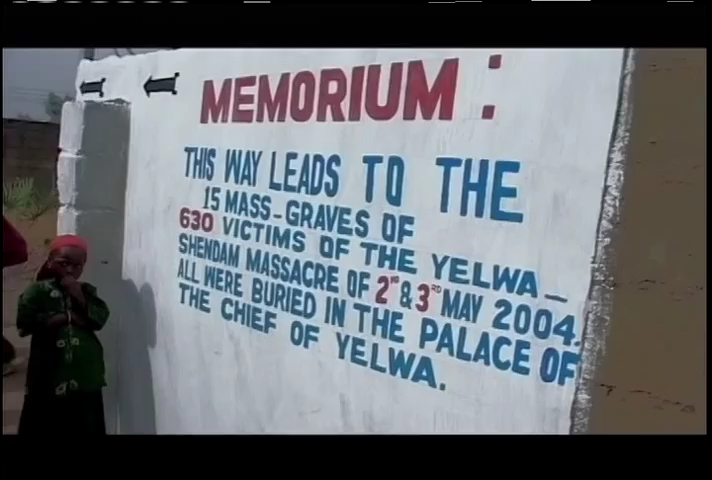 MEMORIUM:
THIS WAY LEADS TO THE
15 MASS-GRAVES OF
630 VICTIMS OF THE YELWA-
SHENDAM MASSACRE OF 2ND & 3RD MAY 2004.
ALL WERE BURIED IN THE PALACE OF
THE CHIEF OF YELWA.